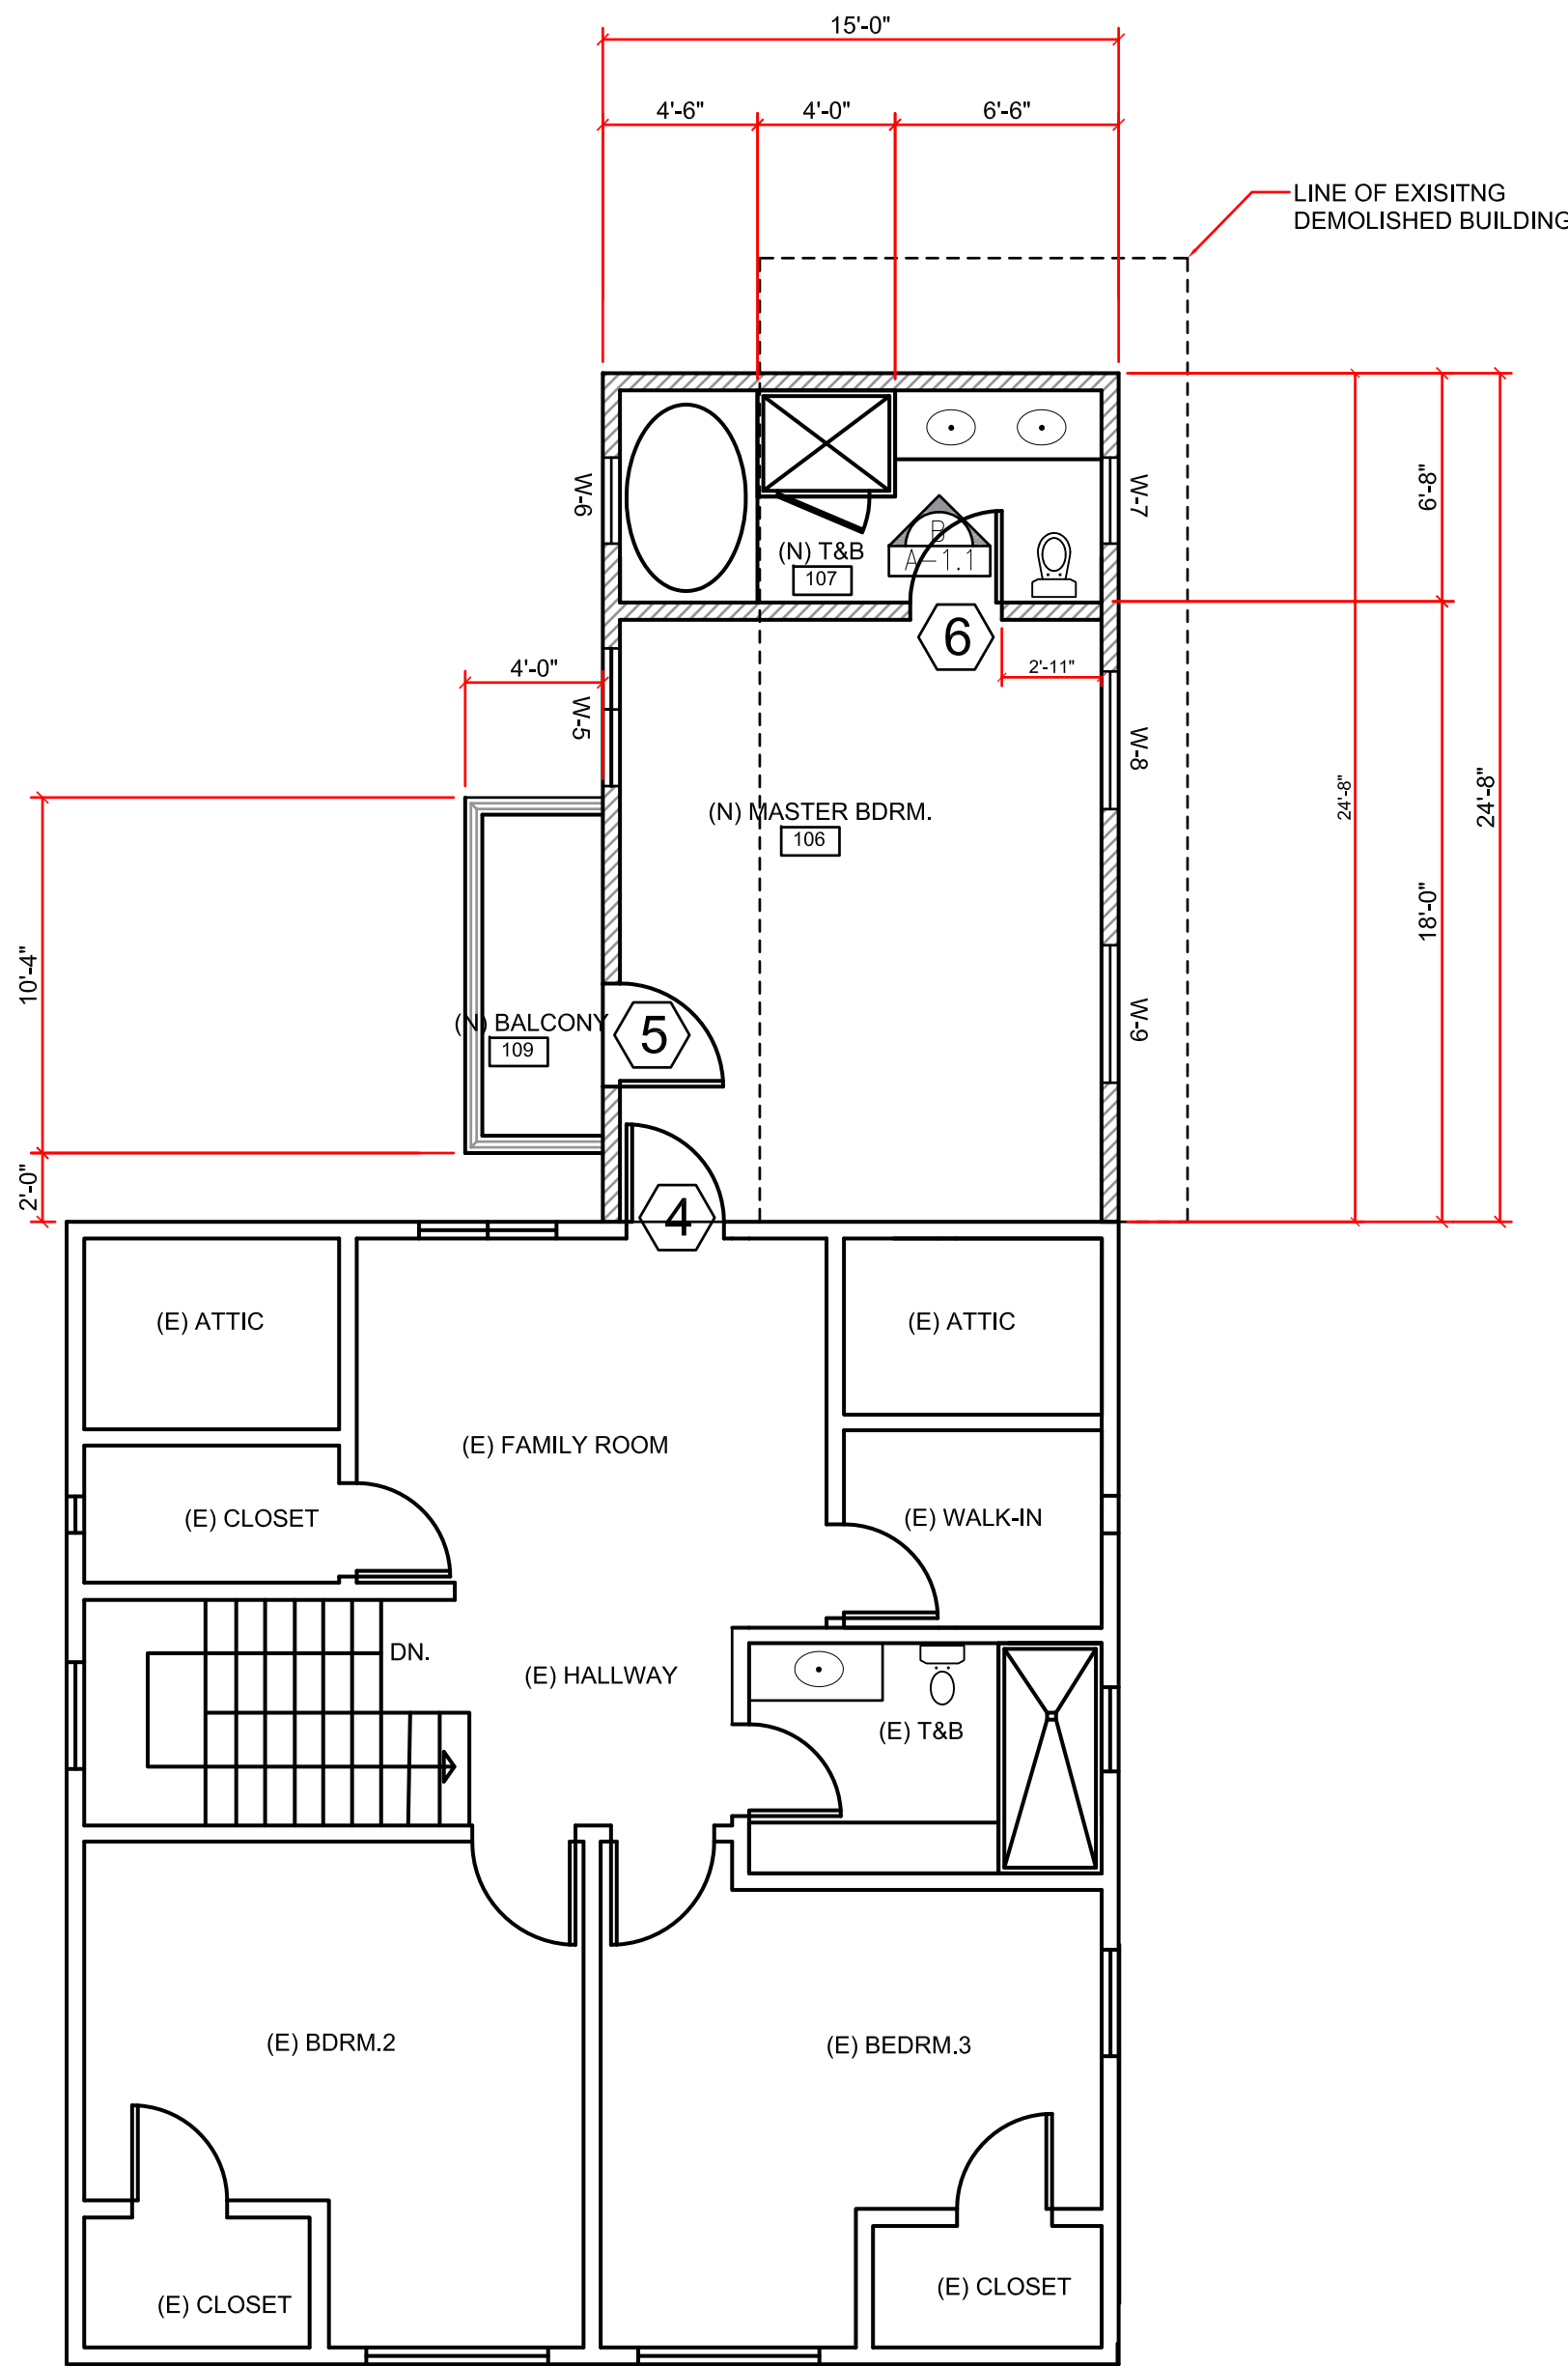 15'-0"
4'-6"
4'-0"
6'-6"
LINE OF EXISITNG
DEMOLISHED BUILDING
W-6
W-7
6'-8"
B
A-1.1
(N) T&B
107
6
2'-11"
4'-0"
W-5
W-8
24'-8"
24'-8"
(N) MASTER BDRM.
106
18'-0"
10'-4"
(N) BALCONY
109
5
W-9
2'-0"
4
(E) ATTIC
(E) ATTIC
(E) FAMILY ROOM
(E) CLOSET
(E) WALK-IN
DN.
(E) HALLWAY
(E) T&B
(E) BDRM.2
(E) BEDRM.3
(E) CLOSET
(E) CLOSET